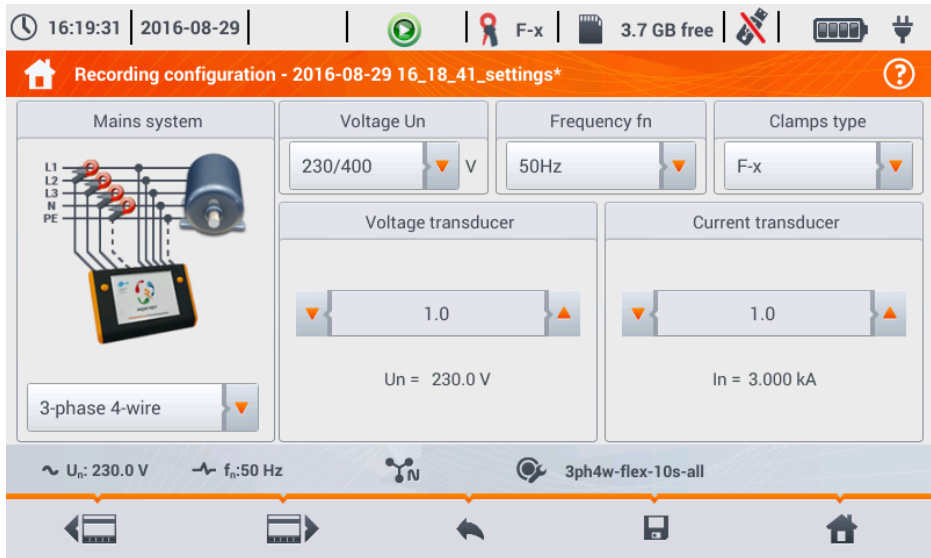 16:19:31 2016-08-29 F-x 3.7 GB free
Recording configuration - 2016-08-29 16_18_41_settings* ?
Mains system
L1
L2
L3
N
PE
3-phase 4-wire
Voltage Un
230/400 V
Frequency fn
50Hz
Clamps type
F-x
Voltage transducer
1.0
Un = 230.0 V
Current transducer
1.0
In = 3.000 kA
Un: 230.0 V fn:50 Hz N 3ph4w-flex-10s-all